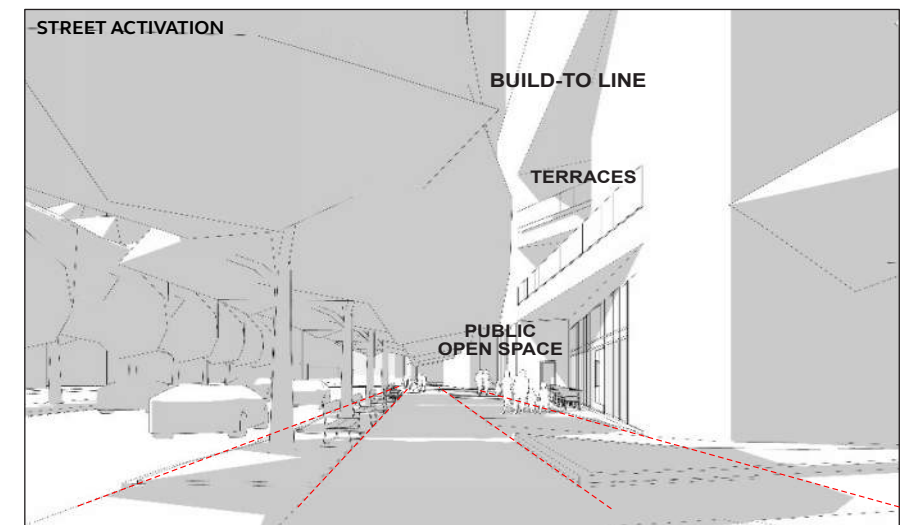 STREET ACTIVATION
BUILD-TO LINE
TERRACES
PUBLIC
OPEN SPACE